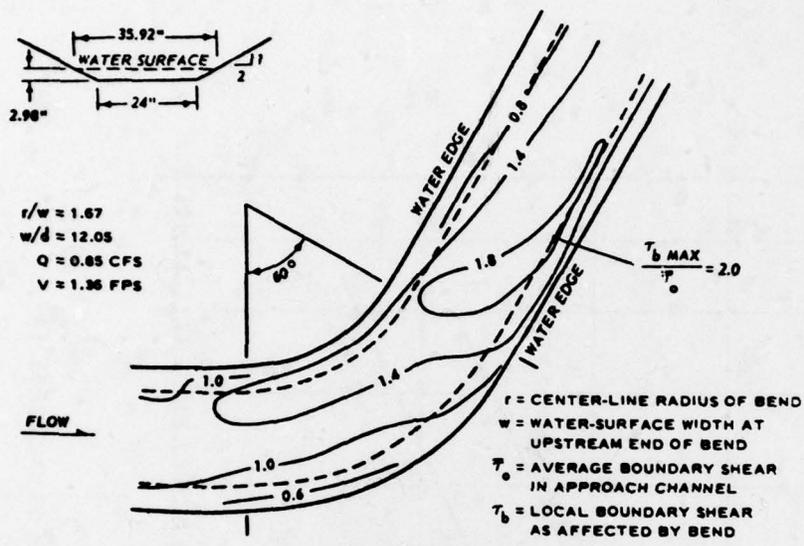 35.92"
WATER SURFACE
1
2
2.98"
24"
r/w = 1.67
w/d = 12.05
Q = 0.85 CFS
V = 1.36 FPS
60°
WATER EDGE
0.8
1.4
1.8
τb MAX
τo
= 2.0
WATER EDGE
1.0
1.4
FLOW
1.0
0.6
r = CENTER-LINE RADIUS OF BEND
w = WATER-SURFACE WIDTH AT
UPSTREAM END OF BEND
τo = AVERAGE BOUNDARY SHEAR
IN APPROACH CHANNEL
τb = LOCAL BOUNDARY SHEAR
AS AFFECTED BY BEND